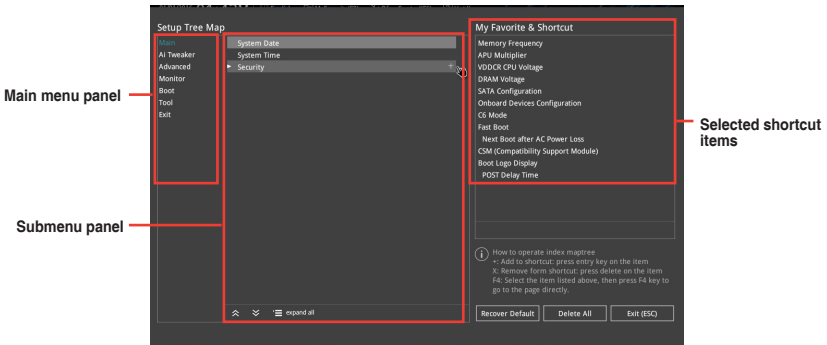 Setup Tree Map
My Favorite & Shortcut
Main
Ai Tweaker
Advanced
Monitor
Boot
Tool
Exit
System Date
System Time
Security +
Memory Frequency
APU Multiplier
VDDCR CPU Voltage
DRAM Voltage
SATA Configuration
Onboard Devices Configuration
C6 Mode
Fast Boot
Next Boot after AC Power Loss
CSM (Compatibility Support Module)
Boot Logo Display
POST Delay Time
Main menu panel
Selected shortcut
items
Submenu panel
How to operate index maptree
+: Add to shortcut: press entry key
X: Remove form shortcut: press delete on the item
F4: Select the item listed above, then press F4 key to
go to the page directly.
expand all
Recover Default
Delete All
Exit (ESC)